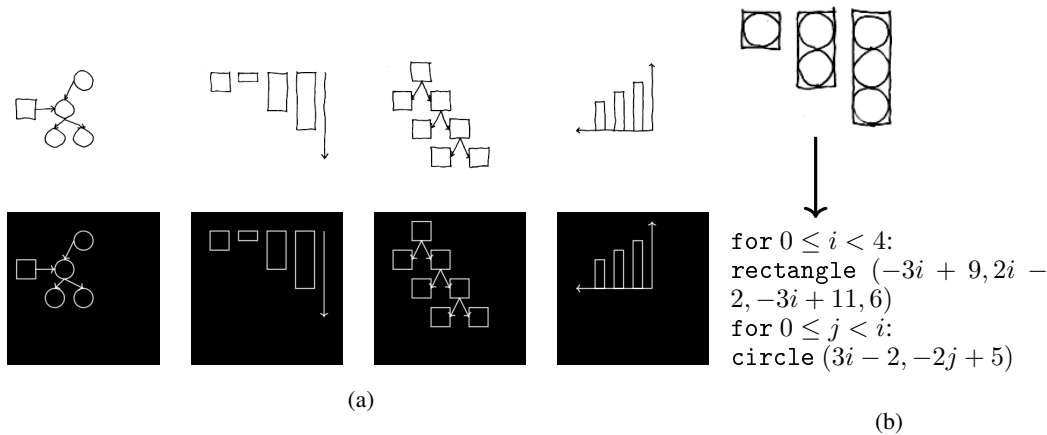 for 0 ≤ i < 4:
rectangle (−3i + 9, 2i −
2, −3i + 11, 6)
for 0 ≤ j < i:
circle (3i − 2, −2j + 5)
(a)
(b)